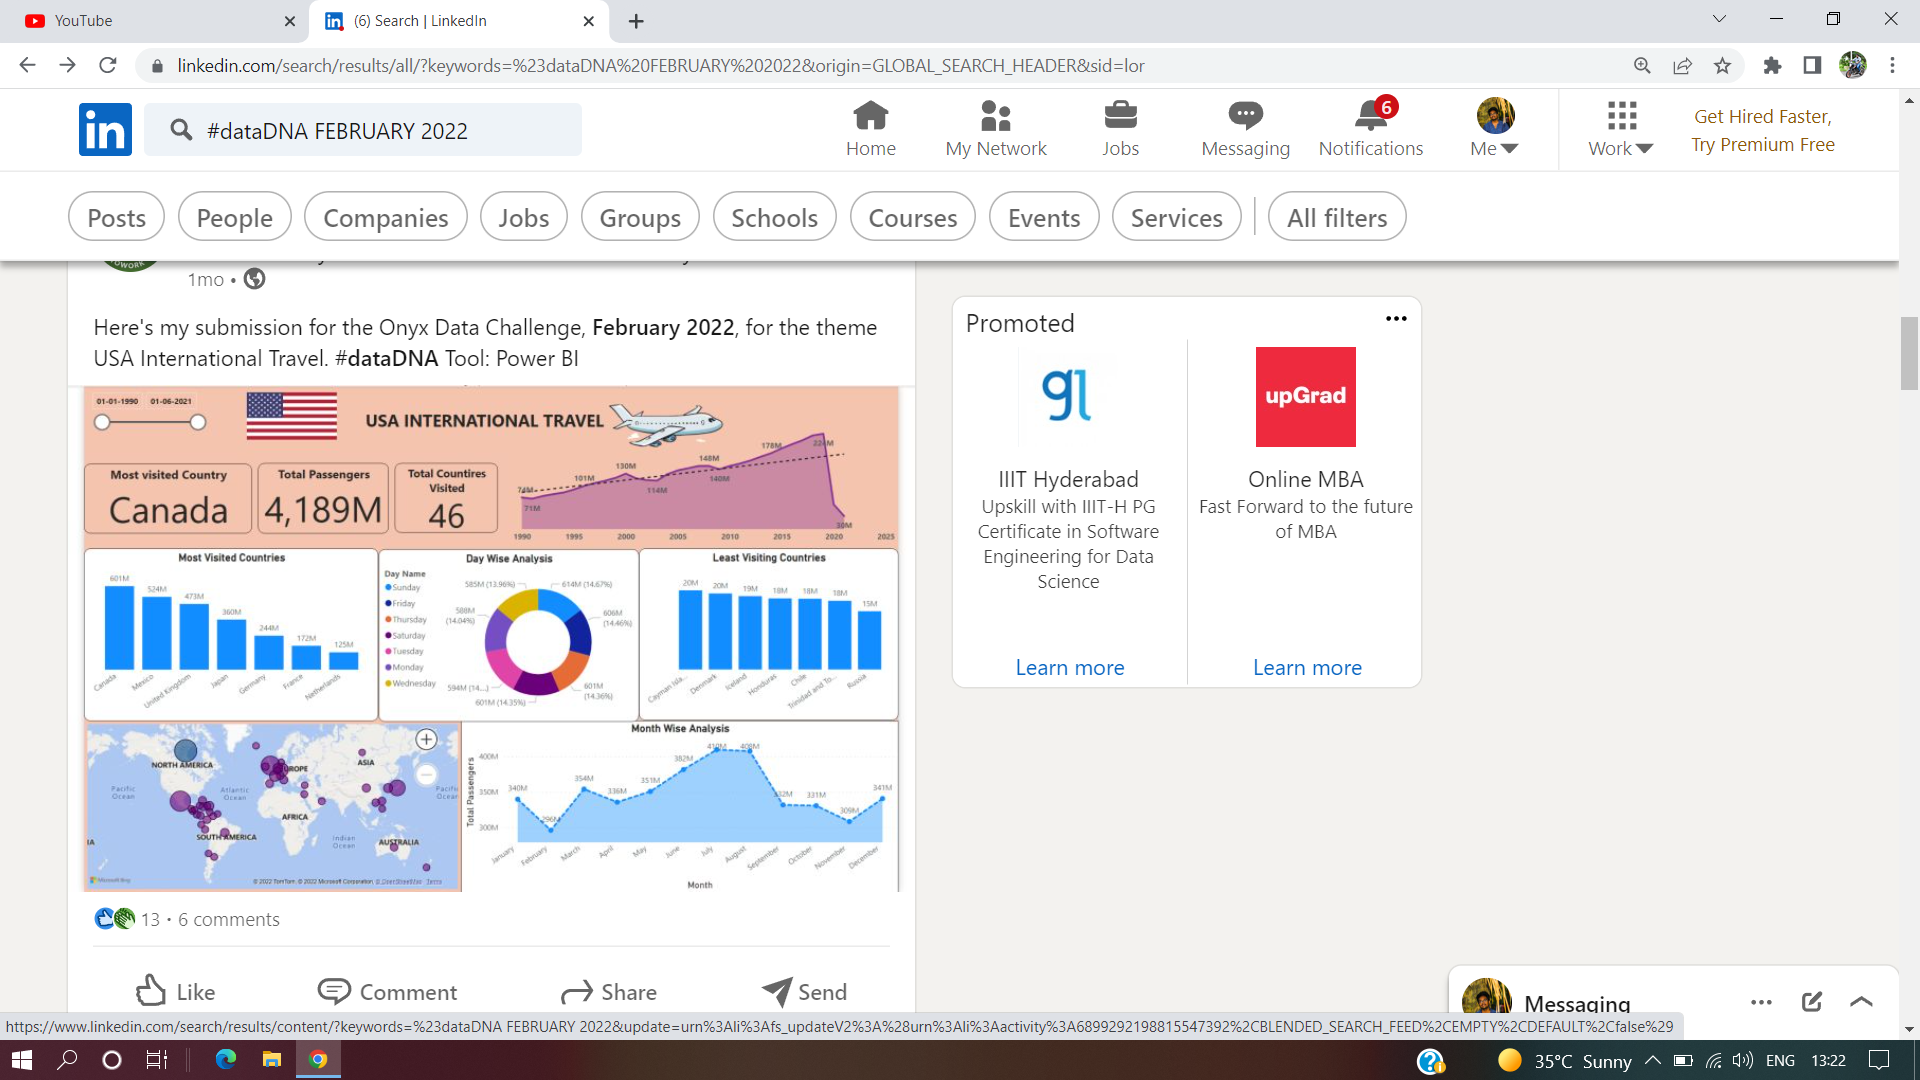 YouTube
(6) Search | LinkedIn
linkedin.com/search/results/all/?keywords=%23dataDNA%20FEBRUARY%202022&origin=GLOBAL_SEARCH_HEADER&sid=lor
in
#dataDNA FEBRUARY 2022
Home
My Network
Jobs
Messaging
6
Notifications
Me
Work
Get Hired Faster,
Try Premium Free
Posts
People
Companies
Jobs
Groups
Schools
Courses
Events
Services
All filters
1mo •
Here's my submission for the Onyx Data Challenge, February 2022, for the theme
USA International Travel. #dataDNA Tool: Power BI
01-01-1990 01-06-2021
USA INTERNATIONAL TRAVEL
Most visited Country
Canada
Total Passengers
4,189M
Total Countires
Visited
46
74M
71M
101M
130M
114M
148M
140M
178M
30M
1990 1995 2000 2005 2010 2015 2020 2025
Most Visited Countries
601M
524M
473M
360M
244M
172M
125M
Canada
Mexico
United Kingdom
Japan
Germany
France
Netherlands
Day Wise Analysis
Day Name
Sunday
Friday
Thursday
Saturday
Tuesday
Monday
Wednesday
585M (13.96%)
614M (14.67%)
606M
(14.46%)
601M
(14.36%)
601M (14.35%)
594M (14...)
588M
(14.04%)
Least Visiting Countries
20M
20M
19M
18M
18M
18M
15M
Cayman Isla...
Denmark
Iceland
Honduras
Chile
Trinidad and To...
Russia
NORTH AMERICA
ASIA
Pacific
Ocean
Atlantic
Ocean
AFRICA
SOUTH AMERICA
Indian
Ocean
AUSTRALIA
Microsoft Bing
© 2022 TomTom, © 2022 Microsoft Corporation, © OpenStreetMap Terms
Month Wise Analysis
Total Passengers
400M
350M
300M
340M
296M
354M
336M
351M
382M
410M
408M
332M
331M
309M
341M
January
February
March
April
May
June
July
August
September
October
November
December
Month
13 • 6 comments
Like
Comment
Share
Send
Promoted
gl
IIIT Hyderabad
Upskill with IIIT-H PG
Certificate in Software
Engineering for Data
Science
Learn more
upGrad
Online MBA
Fast Forward to the future
of MBA
Learn more
Messaging
https://www.linkedin.com/search/results/content/?keywords=%23dataDNA FEBRUARY 2022&update=urn%3Ali%3Afs_updateV2%3A%28urn%3Ali%3Aactivity%3A6899292198815547392%2CBLENDED_SEARCH_FEED%2CEMPTY%2CDEFAULT%2Cfalse%29
35°C Sunny
ENG
13:22